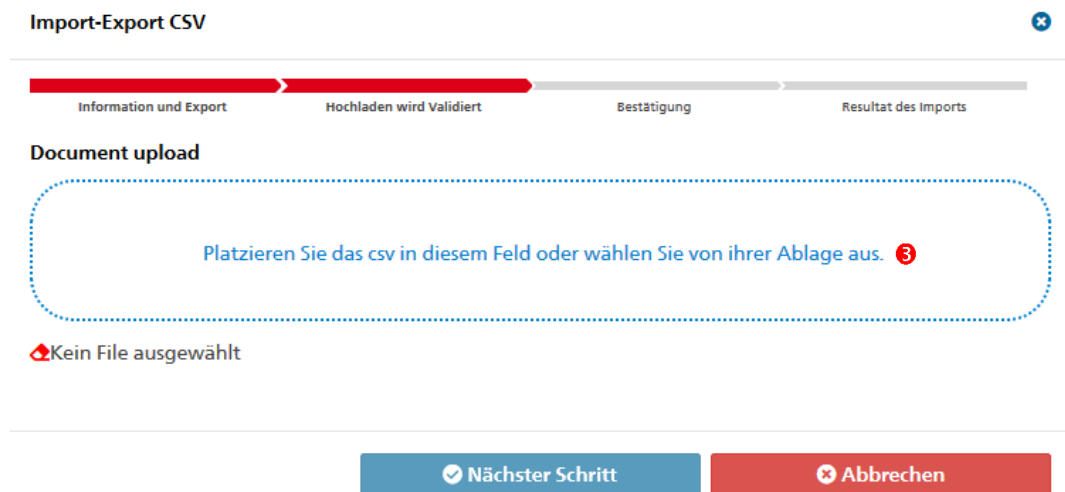 Import-Export CSV
Information und Export
Hochladen wird Validiert
Bestätigung
Resultat des Imports
Document upload
Platzieren Sie das csv in diesem Feld oder wählen Sie von ihrer Ablage aus. 3
Kein File ausgewählt
Nächster Schritt
Abbrechen